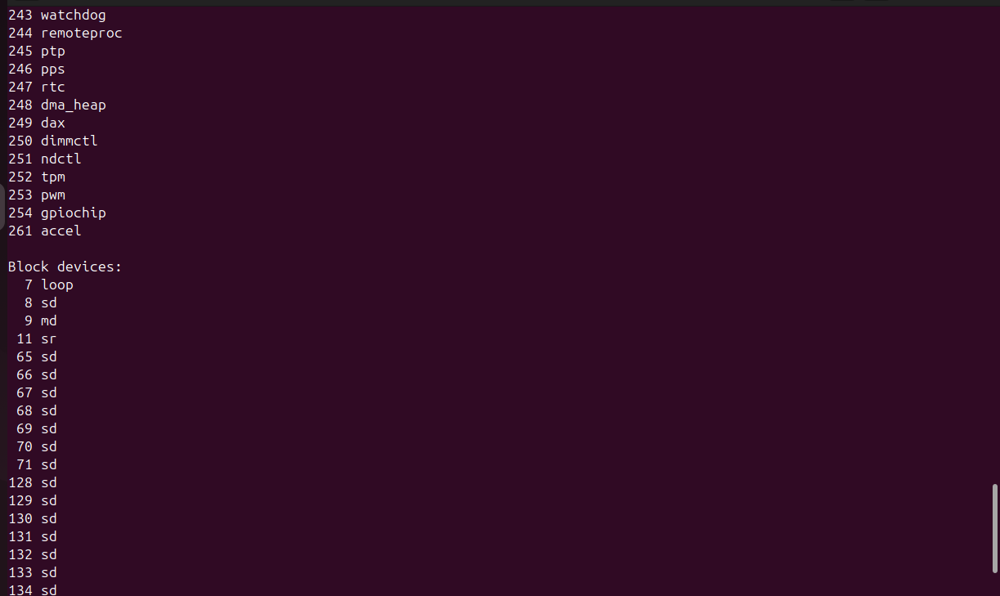 243 watchdog
244 remoteproc
245 ptp
246 pps
247 rtc
248 dma_heap
249 dax
250 dimmctl
251 ndctl
252 tpm
253 pwm
254 gpiochip
261 accel

Block devices:
  7 loop
  8 sd
  9 md
 11 sr
 65 sd
 66 sd
 67 sd
 68 sd
 69 sd
 70 sd
 71 sd
128 sd
129 sd
130 sd
131 sd
132 sd
133 sd
134 sd